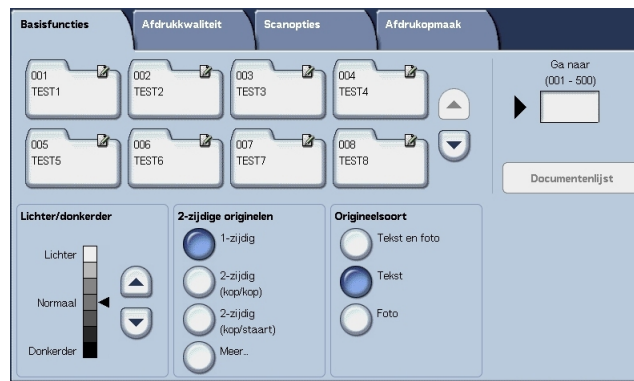 Basisfuncties
Afdrukkwaliteit
Scanopties
Afdrukopmaak
001
TEST1
002
TEST2
003
TEST3
004
TEST4
005
TEST5
006
TEST6
007
TEST7
008
TEST8
Ga naar
(001 - 500)
Documentenlijst
Lichter/donkerder
Lichter
Normaal
Donkerder
2-zijdige originelen
1-zijdig
2-zijdig
(kop/kop)
2-zijdig
(kop/staart)
Meer...
Origineelsoort
Tekst en foto
Tekst
Foto